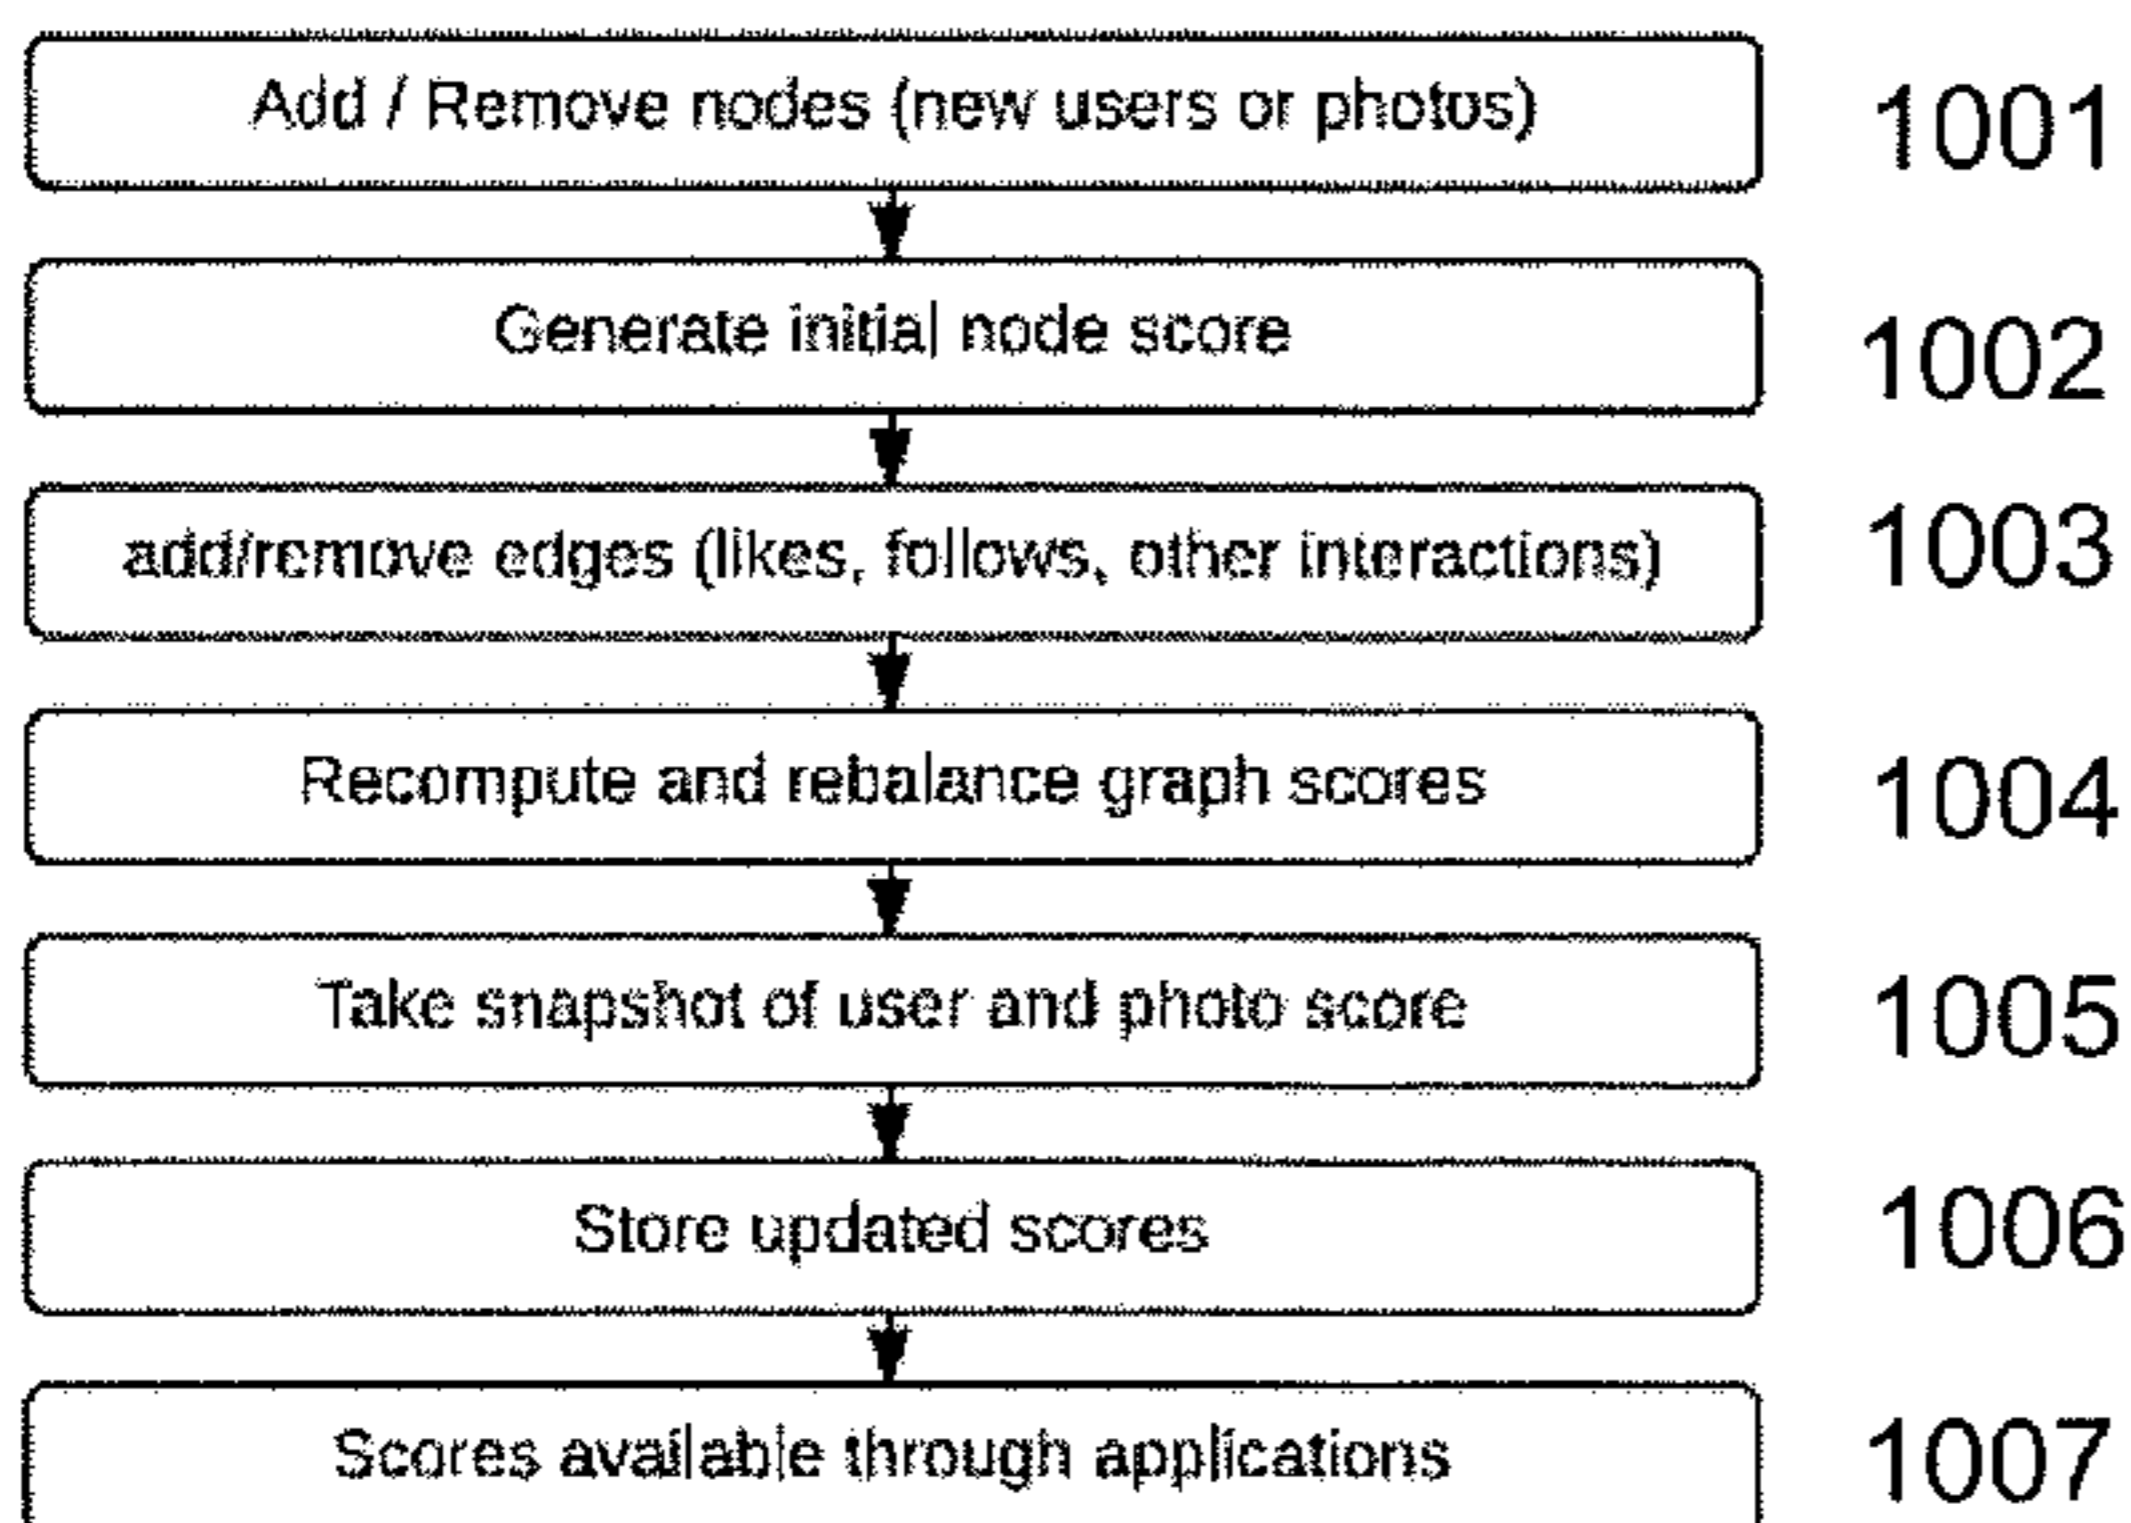 Add / Remove nodes (new users or photos) 1001
Generate initial node score 1002
add/remove edges (likes, follows, other interactions) 1003
Recompute and rebalance graph scores 1004
Take snapshot of user and photo score 1005
Store updated scores 1006
Scores available through applications 1007